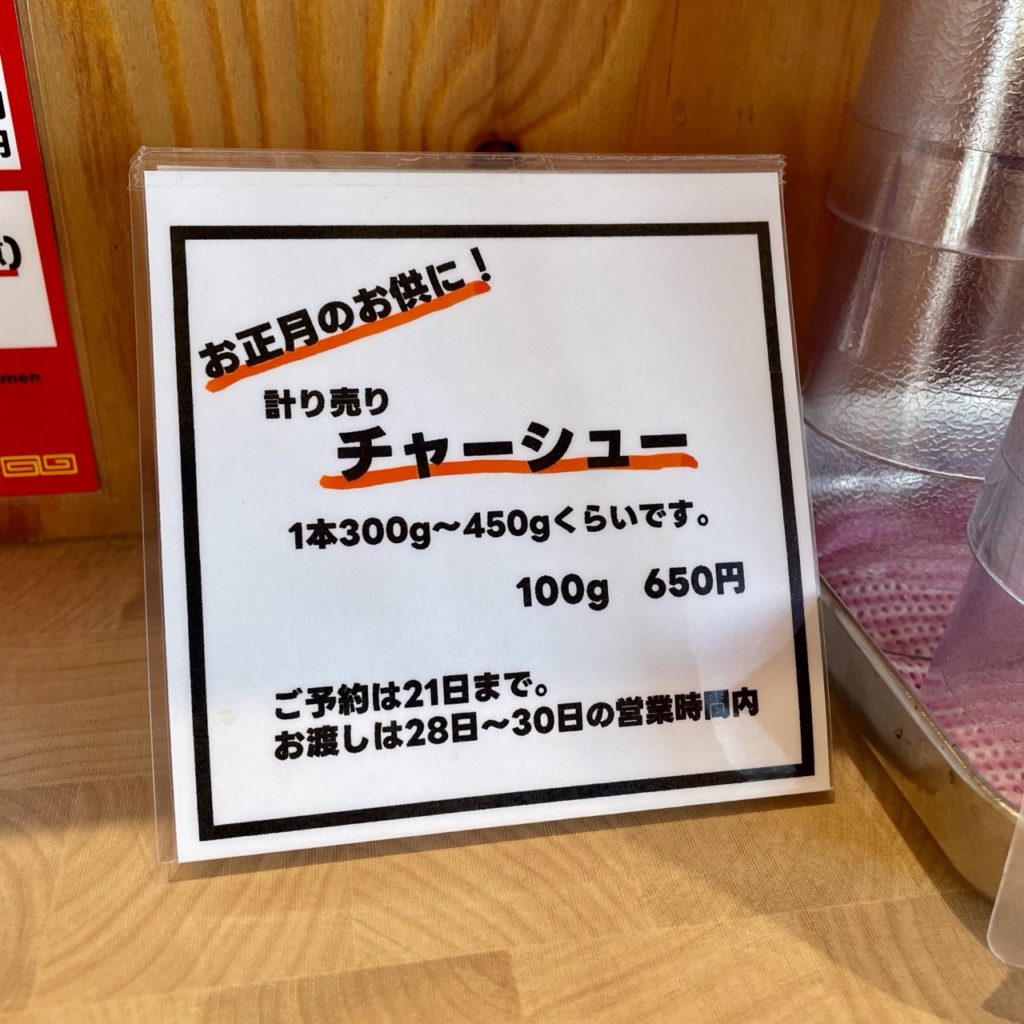 お正月のお供に！
計り売り
チャーシュー
1本300g〜450gくらいです。
100g　650円
ご予約は21日まで。
お渡しは28日〜30日の営業時間内
円
men